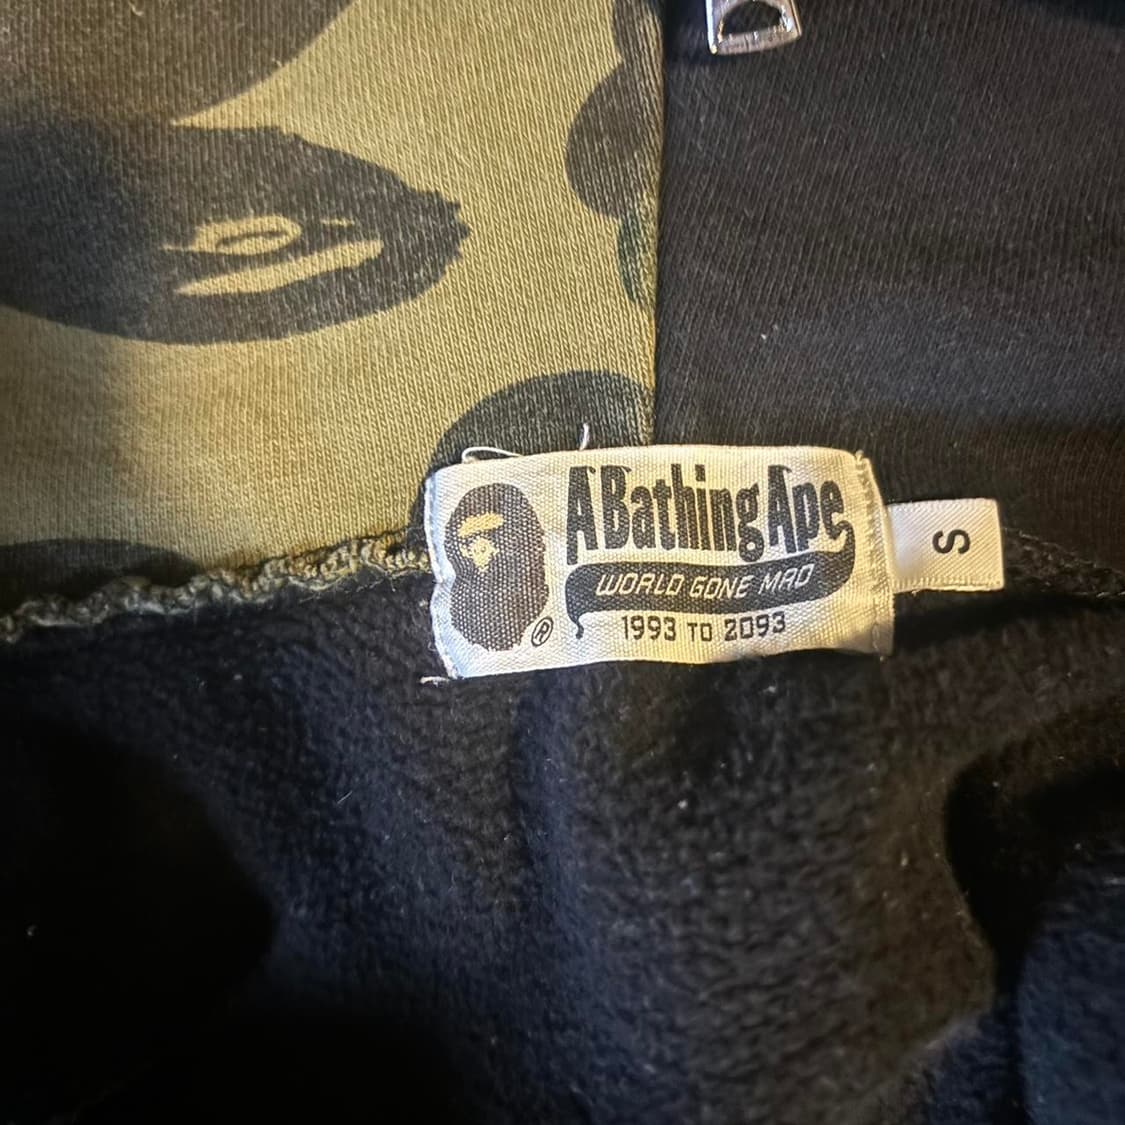 A Bathing Ape
WORLD GONE MAD
1993 TO 2093
®
S